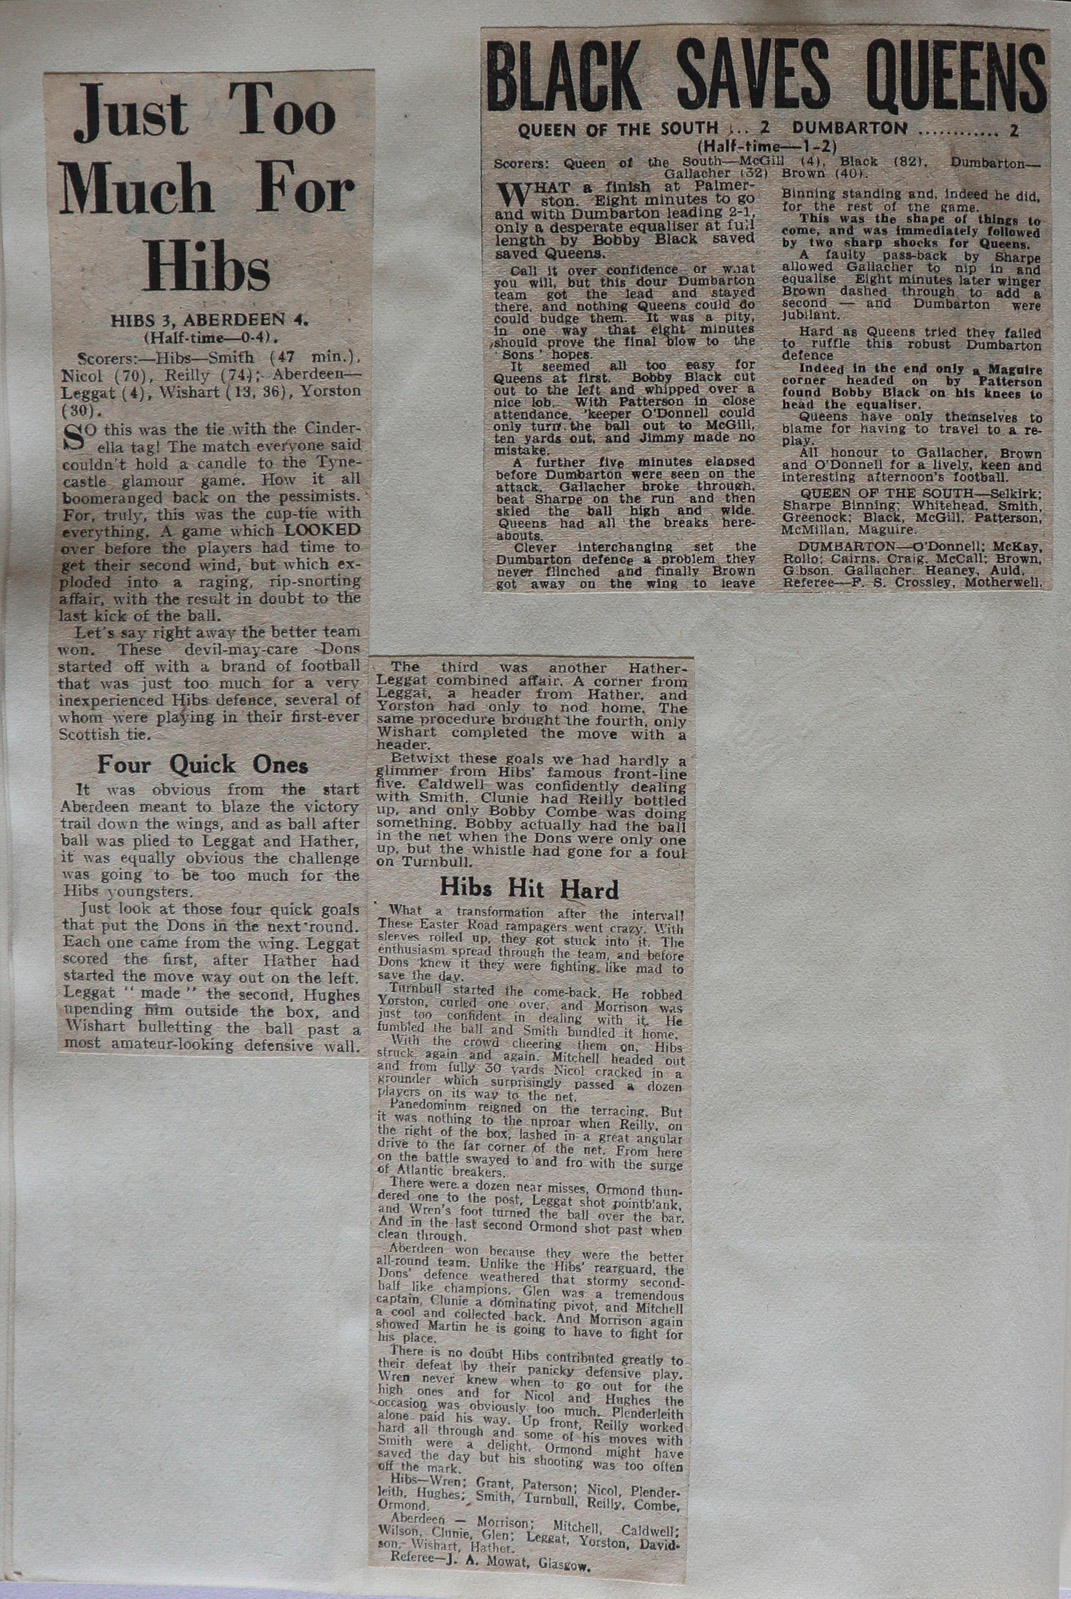 Just Too
Much For
Hibs
HIBS 3, ABERDEEN 4.
(Half-time—0-4).
Scorers:—Hibs—Smith (47 min.),
Nicol (70), Reilly (74); Aberdeen—
Leggat (4), Wishart (13, 36), Yorston
(30).
SO this was the tie with the Cinder-
ella tag! The match everyone said
couldn't hold a candle to the Tyne-
castle glamour game. How it all
boomeranged back on the pessimists.
For, truly, this was the cup-tie with
everything. A game which LOOKED
over before the players had time to
get their second wind, but which ex-
ploded into a raging, rip-snorting
affair, with the result in doubt to the
last kick of the ball.
Let's say right away the better team
won. These devil-may-care Dons
started off with a brand of football
that was just too much for a very
inexperienced Hibs defence, several of
whom were playing in their first-ever
Scottish tie.
Four Quick Ones
It was obvious from the start
Aberdeen meant to blaze the victory
trail down the wings, and as ball after
ball was plied to Leggat and Hather,
it was equally obvious the challenge
was going to be too much for the
Hibs youngsters.
Just look at those four quick goals
that put the Dons in the next round.
Each one came from the wing. Leggat
scored the first, after Hather had
started the move way out on the left.
Leggat "made" the second, Hughes
upending him outside the box, and
Wishart bulletting the ball past a
most amateur-looking defensive wall.
The third was another Hather-
Leggat combined affair. A corner from
Leggat, a header from Hather, and
Yorston had only to nod home. The
same procedure brought the fourth, only
Wishart completed the move with a
header.
Betwixt these goals we had hardly a
glimmer from Hibs' famous front-line
five. Caldwell was confidently dealing
with Smith, Clunie had Reilly bottled
up, and only Bobby Combe was doing
something. Bobby actually had the ball
in the net when the Dons were only one
up, but the whistle had gone for a foul
on Turnbull.
Hibs Hit Hard
What a transformation after the interval!
These Easter Road rampagers went crazy. With
sleeves rolled up, they got stuck into it. The
enthusiasm spread through the team, and before
Dons knew it they were fighting like mad to
save the day.
Turnbull started the come-back. He robbed
Yorston, curled one over, and Morrison was
just too confident in dealing with it. He
fumbled the ball and Smith bundled it home.
With the crowd cheering them on, Hibs
struck again and again. Mitchell headed out
and from fully 30 yards Nicol cracked in a
grounder which surprisingly passed a dozen
players on its way to the net.
Panedominm reigned on the terracing. But
it was nothing to the nproar when Reilly, on
the right of the box, lashed in a great angular
drive to the far corner of the net. From here
on the battle swayed to and fro with the surge
of Atlantic breakers.
There were a dozen near misses, Ormond thun-
dered one to the post, Leggat shot pointblank,
and Wren's foot turned the ball over the bar.
And in the last second Ormond shot past when
clean through.
Aberdeen won because they were the better
all-round team. Unlike the Hibs' rearguard, the
Dons' defence weathered that stormy second-
half like champions. Glen was a tremendous
captain, Clunie a dominating pivot, and Mitchell
a cool and collected back. And Morrison again
showed Martin he is going to have to fight for
his place.
There is no doubt Hibs contributed greatly to
their defeat by their panicky defensive play.
Wren never knew when to go out for the
high ones and for Nicol and Hughes the
occasion was obviously too much. Plenderleith
alone paid his way. Up front, Reilly worked
hard all through and some of his moves with
Smith were a delight. Ormond might have
saved the day but his shooting was too often
off the mark.
Hibs—Wren; Grant, Paterson; Nicol, Plender-
leith, Hughes; Smith, Turnbull, Reilly, Combe,
Ormond.
Aberdeen — Morrison; Mitchell, Caldwell;
Wilson, Clunie, Glen; Leggat, Yorston, David-
son, Wishart, Hather.
Referee—J. A. Mowat, Glasgow.
BLACK SAVES QUEENS
QUEEN OF THE SOUTH ... 2 DUMBARTON ............ 2
(Half-time—1-2)
Scorers: Queen of the South—McGill (4), Black (82). Dumbarton—
Gallacher (32) Brown (40).
WHAT a finish at Palmer-
ston. Eight minutes to go
and with Dumbarton leading 2-1,
only a desperate equaliser at full
length by Bobby Black saved
saved Queens.
Call it over confidence or what
you will, but this dour Dumbarton
team got the lead and stayed
there, and nothing Queens could do
could budge them. It was a pity,
in one way that eight minutes
should prove the final blow to the
'Sons' hopes.
It seemed all too easy for
Queens at first. Bobby Black cut
out to the left and whipped over a
nice lob. With Patterson in close
attendance, 'keeper O'Donnell could
only turn the ball out to McGill,
ten yards out, and Jimmy made no
mistake.
A further five minutes elapsed
before Dumbarton were seen on the
attack. Gallacher broke through,
beat Sharpe on the run and then
skied the ball high and wide.
Queens had all the breaks here-
abouts.
Clever interchanging set the
Dumbarton defence a problem they
never flinched and finally Brown
got away on the wing to leave
Binning standing and, indeed he did,
for the rest of the game.
This was the shape of things to
come, and was immediately followed
by two sharp shocks for Queens.
A faulty pass-back by Sharpe
allowed Gallacher to nip in and
equalise. Eight minutes later winger
Brown dashed through to add a
second — and Dumbarton were
jubilant.
Hard as Queens tried they failed
to ruffle this robust Dumbarton
defence
Indeed in the end only a Maguire
corner headed on by Patterson
found Bobby Black on his knees to
head the equaliser.
Queens have only themselves to
blame for having to travel to a re-
play.
All honour to Gallacher, Brown
and O'Donnell for a lively, keen and
interesting afternoon's football.
QUEEN OF THE SOUTH—Selkirk;
Sharpe Binning; Whitehead, Smith,
Greenock; Black, McGill, Patterson,
McMillan, Maguire.
DUMBARTON—O'Donnell; McKay,
Rollo; Cairns, Craig, McCall; Brown,
Gibson, Gallacher, Heaney, Auld.
Referee—F. S. Crossley, Motherwell.